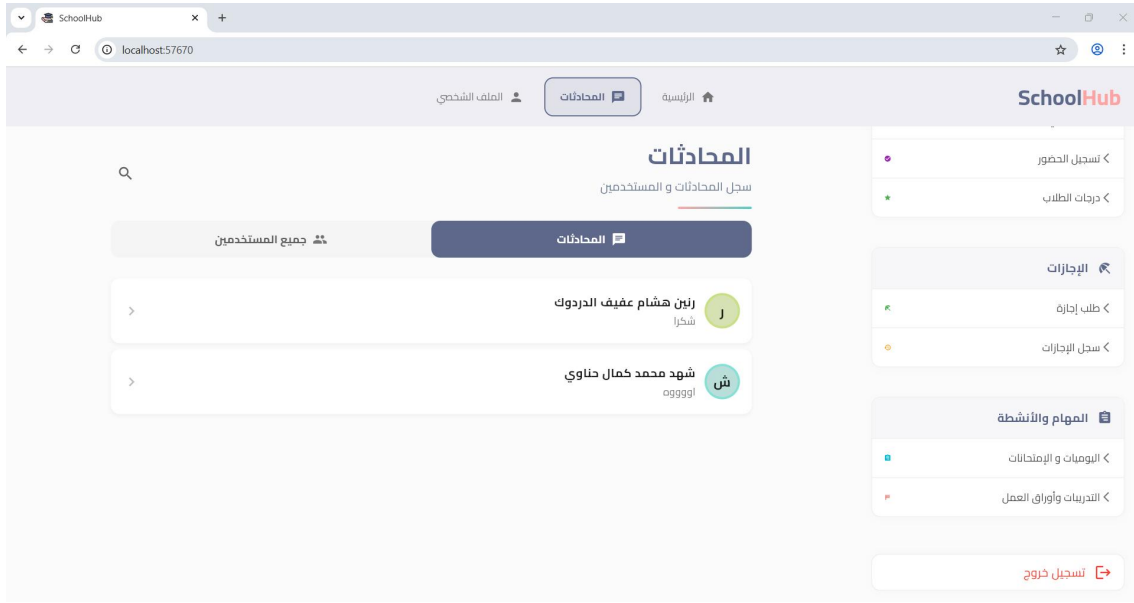 SchoolHub
localhost:57670
SchoolHub
الرئيسية
المحادثات
الملف الشخصي
تسجيل الحضور
درجات الطلاب
الإجازات
طلب إجازة
سجل الإجازات
المهام والأنشطة
اليوميات و الإمتحانات
التدريبات وأوراق العمل
تسجيل خروج
المحادثات
سجل المحادثات و المستخدمين
المحادثات
جميع المستخدمين
ر
رنين هشام عفيف الدردوك
شكرا
ش
شهد محمد كمال حناوي
اووووه